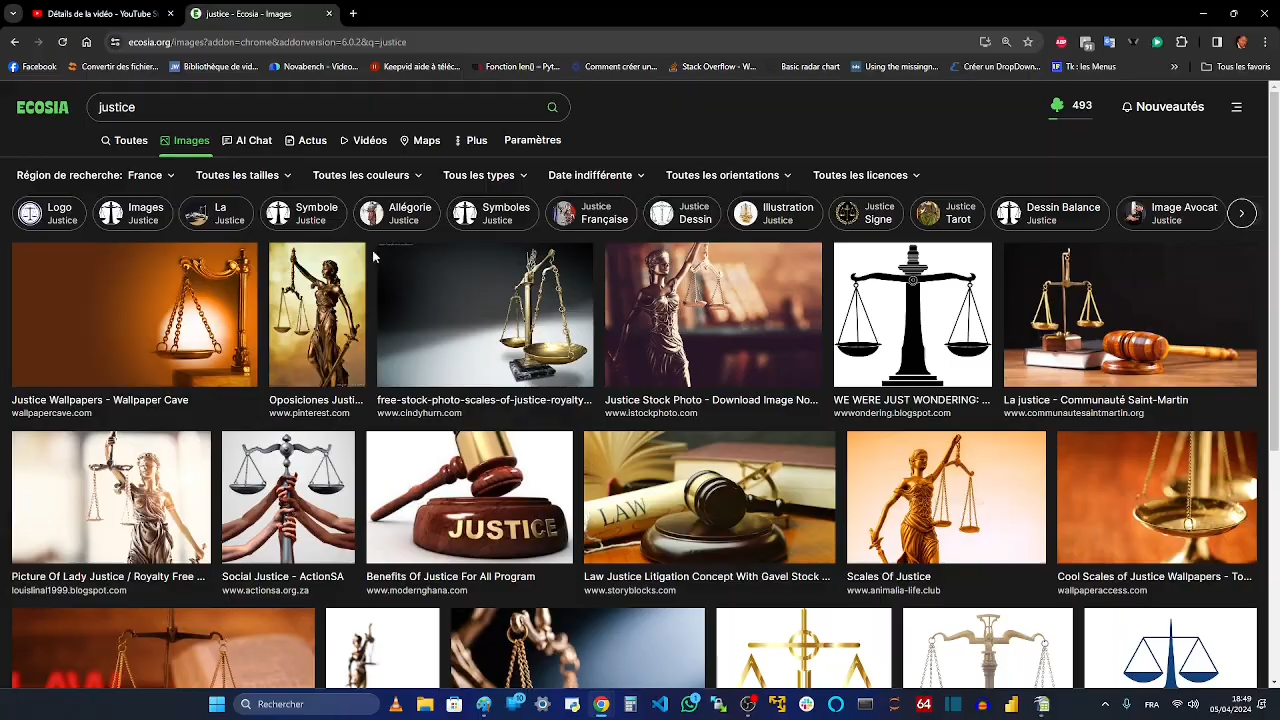 Détails de la vidéo - YouTube S
justice - Ecosia - Images
ecosia.org/images?addon=chrome&addonversion=6.0.2&q=justice
Facebook
Convertir des fichier...
Bibliothèque de vid...
Novabench - Video...
Keepvid aide à téléc...
Fonction len() – Pyt...
Comment créer un...
Stack Overflow - W...
Basic radar chart
Using the missingn...
Créer un DropDown...
Tk : les Menus
»
Tous les favoris
ECOSIA
justice
493
Nouveautés
Toutes
Images
AI Chat
Actus
Vidéos
Maps
Plus
Paramètres
Région de recherche: France
Toutes les tailles
Toutes les couleurs
Tous les types
Date indifférente
Toutes les orientations
Toutes les licences
Logo
Justice
Images
Justice
La
Justice
Symbole
Justice
Allégorie
Justice
Symboles
Justice
Justice
Française
Justice
Dessin
Illustration
Justice
Justice
Signe
Justice
Tarot
Dessin Balance
Justice
Image Avocat
Justice
Justice Wallpapers - Wallpaper Cave
wallpapercave.com
Oposiciones Justi...
www.pinterest.com
free-stock-photo-scales-of-justice-royalty...
www.cindyhurn.com
Justice Stock Photo - Download Image No...
www.istockphoto.com
WE WERE JUST WONDERING: ...
wwwondering.blogspot.com
La justice - Communauté Saint-Martin
www.communautesaintmartin.org
JUSTICE
LAW
Picture Of Lady Justice / Royalty Free ...
louislinal1999.blogspot.com
Social Justice - ActionSA
www.actionsa.org.za
Benefits Of Justice For All Program
www.modernghana.com
Law Justice Litigation Concept With Gavel Stock ...
www.storyblocks.com
Scales Of Justice
www.animalia-life.club
Cool Scales of Justice Wallpapers - To...
wallpaperaccess.com
LAW
Rechercher
10
1
64
FRA
18:49
05/04/2024